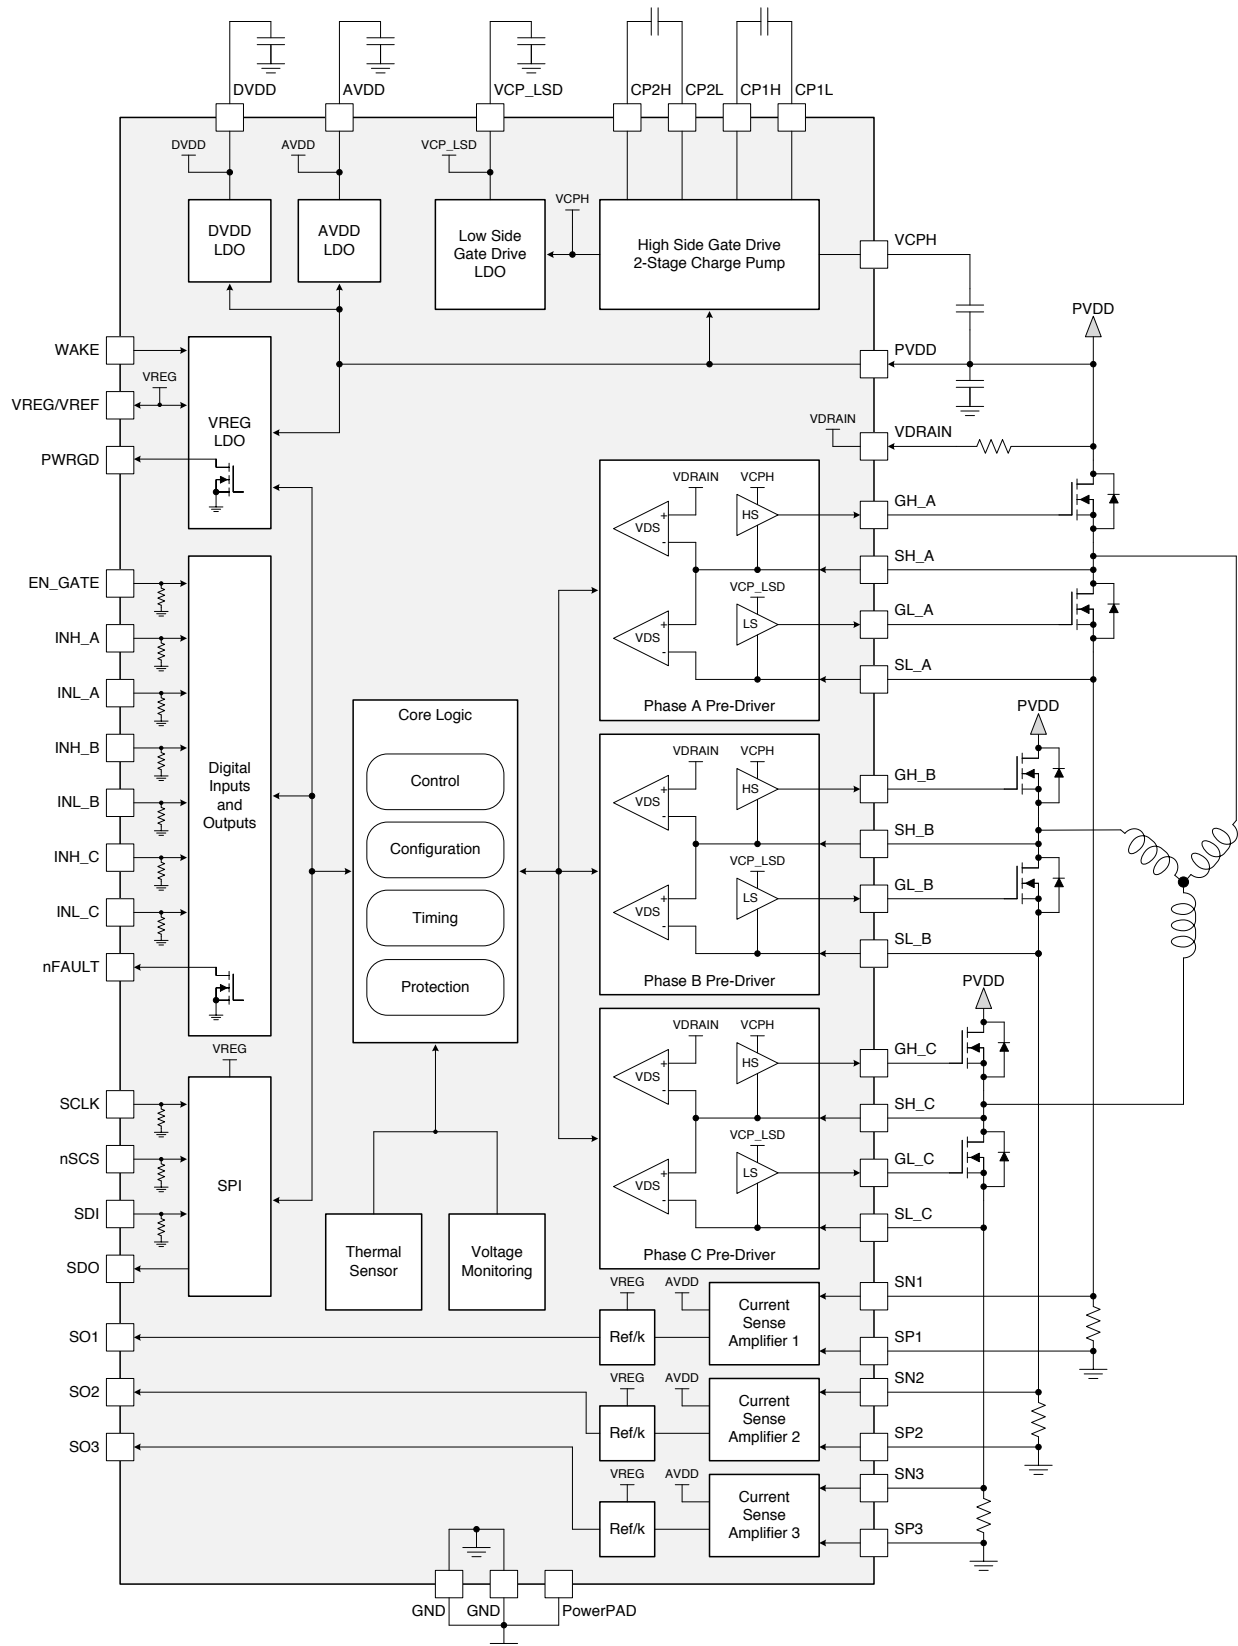 DVDD
AVDD
VCP_LSD
CP2H
CP2L
CP1H
CP1L
DVDD
AVDD
VCP_LSD
VCPH
DVDD
LDO
AVDD
LDO
Low Side
Gate Drive
LDO
High Side Gate Drive
2-Stage Charge Pump
VCPH
PVDD
WAKE
PVDD
VREG
VREG/VREF
VREG
LDO
PWRGD
VDRAIN
VDRAIN
VDRAIN
VCPH
+
VDS
-
HS
GH_A
SH_A
VCP_LSD
+
VDS
-
LS
GL_A
SL_A
Phase A Pre-Driver
EN_GATE
INH_A
INL_A
INH_B
INL_B
INH_C
INL_C
nFAULT
Digital
Inputs
and
Outputs
Core Logic
Control
Configuration
Timing
Protection
PVDD
VDRAIN
VCPH
+
VDS
-
HS
GH_B
SH_B
VCP_LSD
+
VDS
-
LS
GL_B
SL_B
Phase B Pre-Driver
PVDD
VDRAIN
VCPH
+
VDS
-
HS
GH_C
SH_C
VCP_LSD
+
VDS
-
LS
GL_C
SL_C
Phase C Pre-Driver
VREG
SCLK
nSCS
SDI
SDO
SPI
Thermal
Sensor
Voltage
Monitoring
VREG
AVDD
SO1
Ref/k
Current
Sense
Amplifier 1
SN1
SP1
VREG
AVDD
SO2
Ref/k
Current
Sense
Amplifier 2
SN2
SP2
VREG
AVDD
SO3
Ref/k
Current
Sense
Amplifier 3
SN3
SP3
GND
GND
PowerPAD